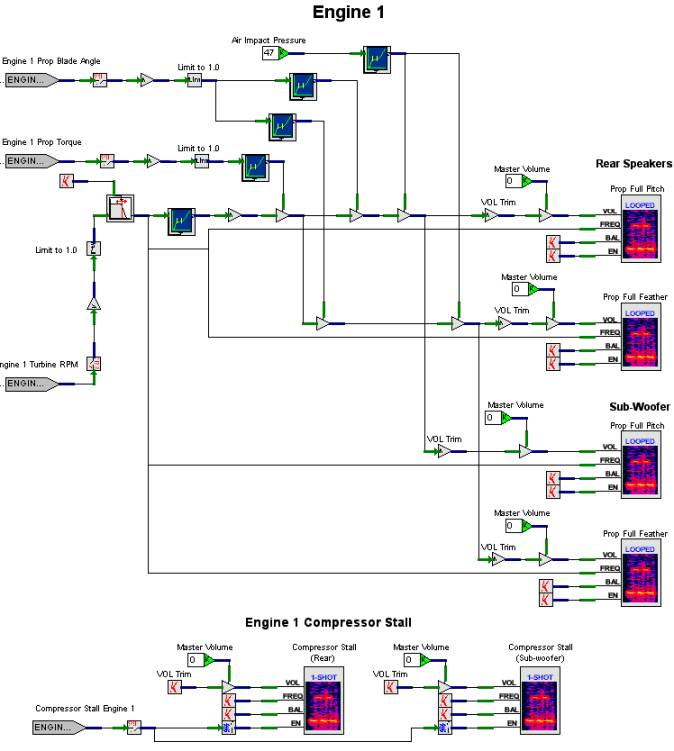 Engine 1
Air Impact Pressure
47
Engine 1 Prop Blade Angle
Limit to 1.0
ENGIN...
Engine 1 Prop Torque
Limit to 1.0
ENGIN...
Rear Speakers
Master Volume
0
Prop Full Pitch
VOL Trim
LOOPED
VOL
FREQ
BAL
EN
Limit to 1.0
Master Volume
0
Prop Full Feather
VOL Trim
LOOPED
VOL
FREQ
BAL
EN
ngine 1 Turbine RPM
ENGIN...
Sub-Woofer
Master Volume
0
Prop Full Pitch
VOL Trim
LOOPED
VOL
FREQ
BAL
EN
Master Volume
0
Prop Full Feather
VOL Trim
LOOPED
VOL
FREQ
BAL
EN
Engine 1 Compressor Stall
Master Volume
0
Compressor Stall
(Rear)
VOL Trim
1-SHOT
VOL
FREQ
BAL
EN
Master Volume
0
Compressor Stall
(Sub-woofer)
VOL Trim
1-SHOT
VOL
FREQ
BAL
EN
Compressor Stall Engine 1
ENGIN...